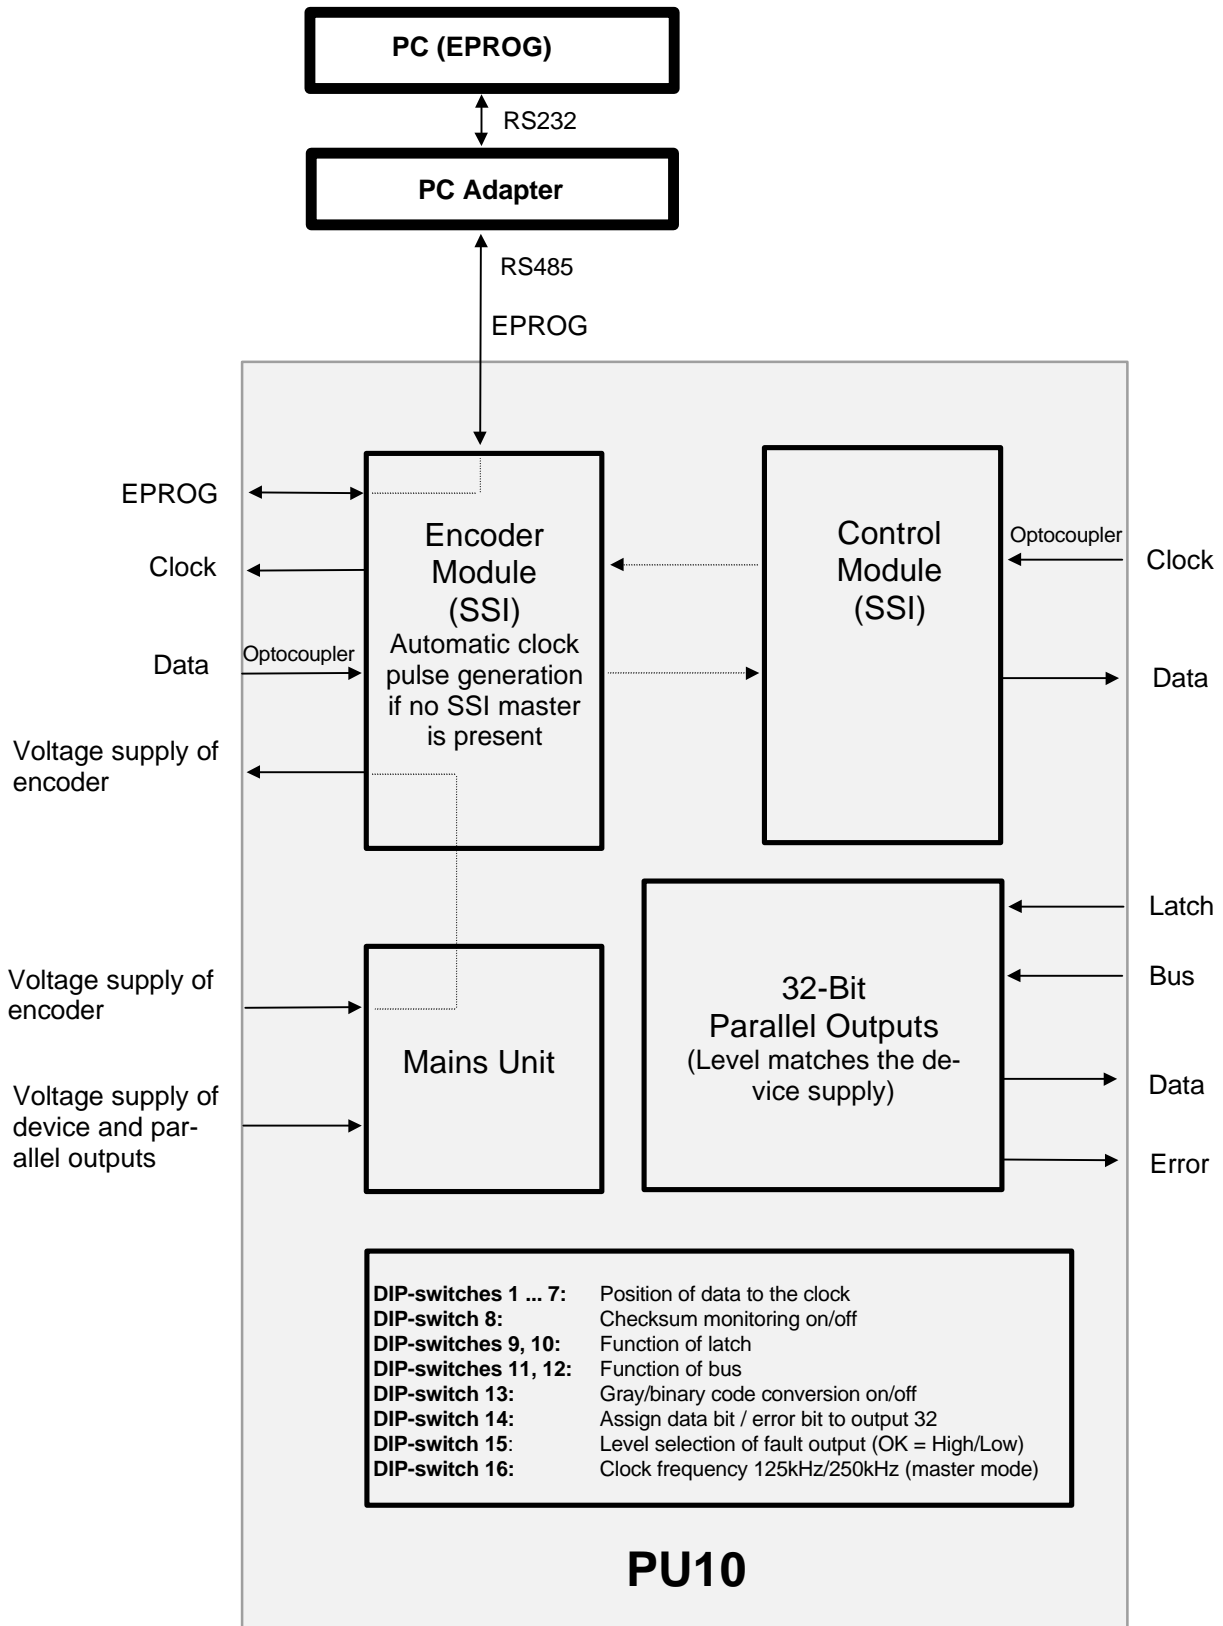 PC (EPROG)
RS232
PC Adapter
RS485
EPROG
EPROG
Clock
Data
Optocoupler
Voltage supply of
encoder
Encoder
Module
(SSI)
Automatic clock
pulse generation
if no SSI master
is present
Control
Module
(SSI)
Optocoupler
Clock
Data
Voltage supply of
encoder
Voltage supply of
device and par-
allel outputs
Mains Unit
32-Bit
Parallel Outputs
(Level matches the de-
vice supply)
Latch
Bus
Data
Error
DIP-switches 1 ... 7: Position of data to the clock
DIP-switch 8: Checksum monitoring on/off
DIP-switches 9, 10: Function of latch
DIP-switches 11, 12: Function of bus
DIP-switch 13: Gray/binary code conversion on/off
DIP-switch 14: Assign data bit / error bit to output 32
DIP-switch 15: Level selection of fault output (OK = High/Low)
DIP-switch 16: Clock frequency 125kHz/250kHz (master mode)
PU10